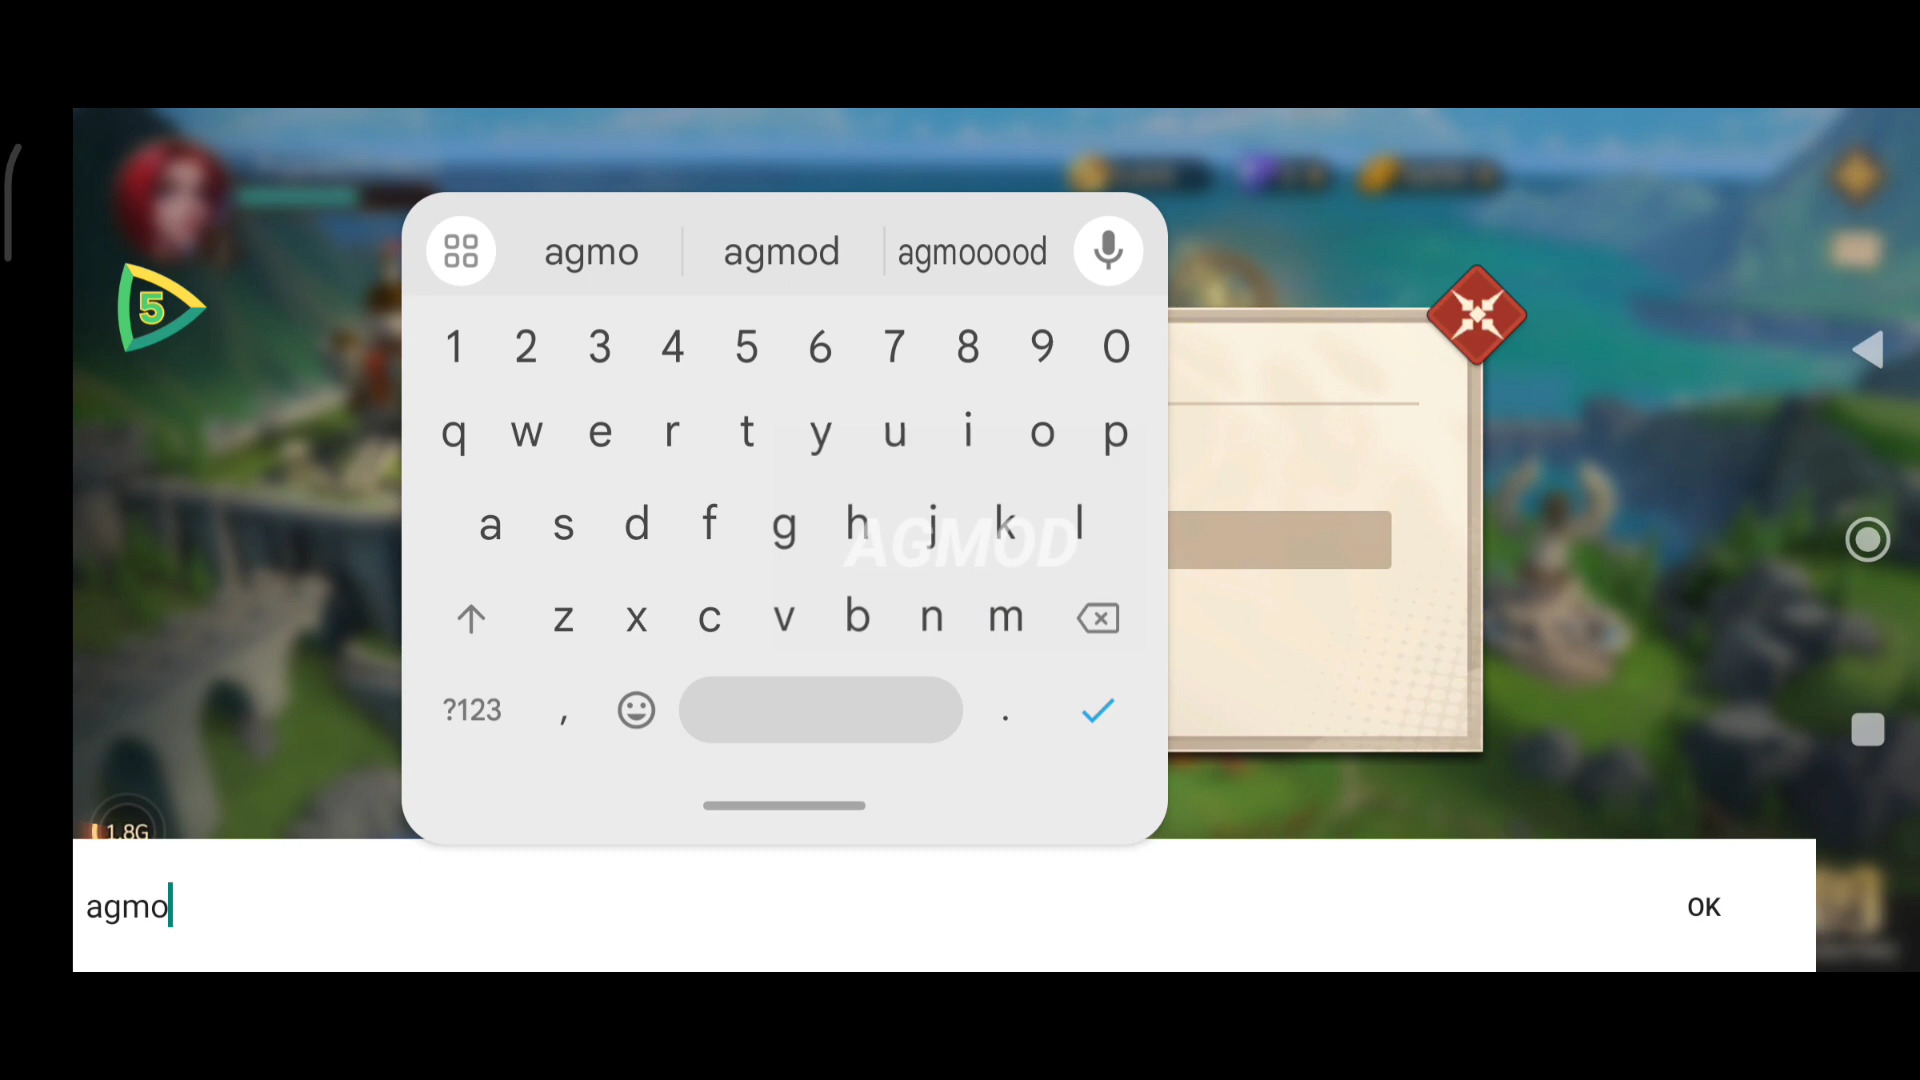 agmo agmod agmooood
5
1 2 3 4 5 6 7 8 9 0
q w e r t y u i o p
a s d f g h j k l
AGMOD
z x c v b n m
?123 , .
1.8G
agmo OK